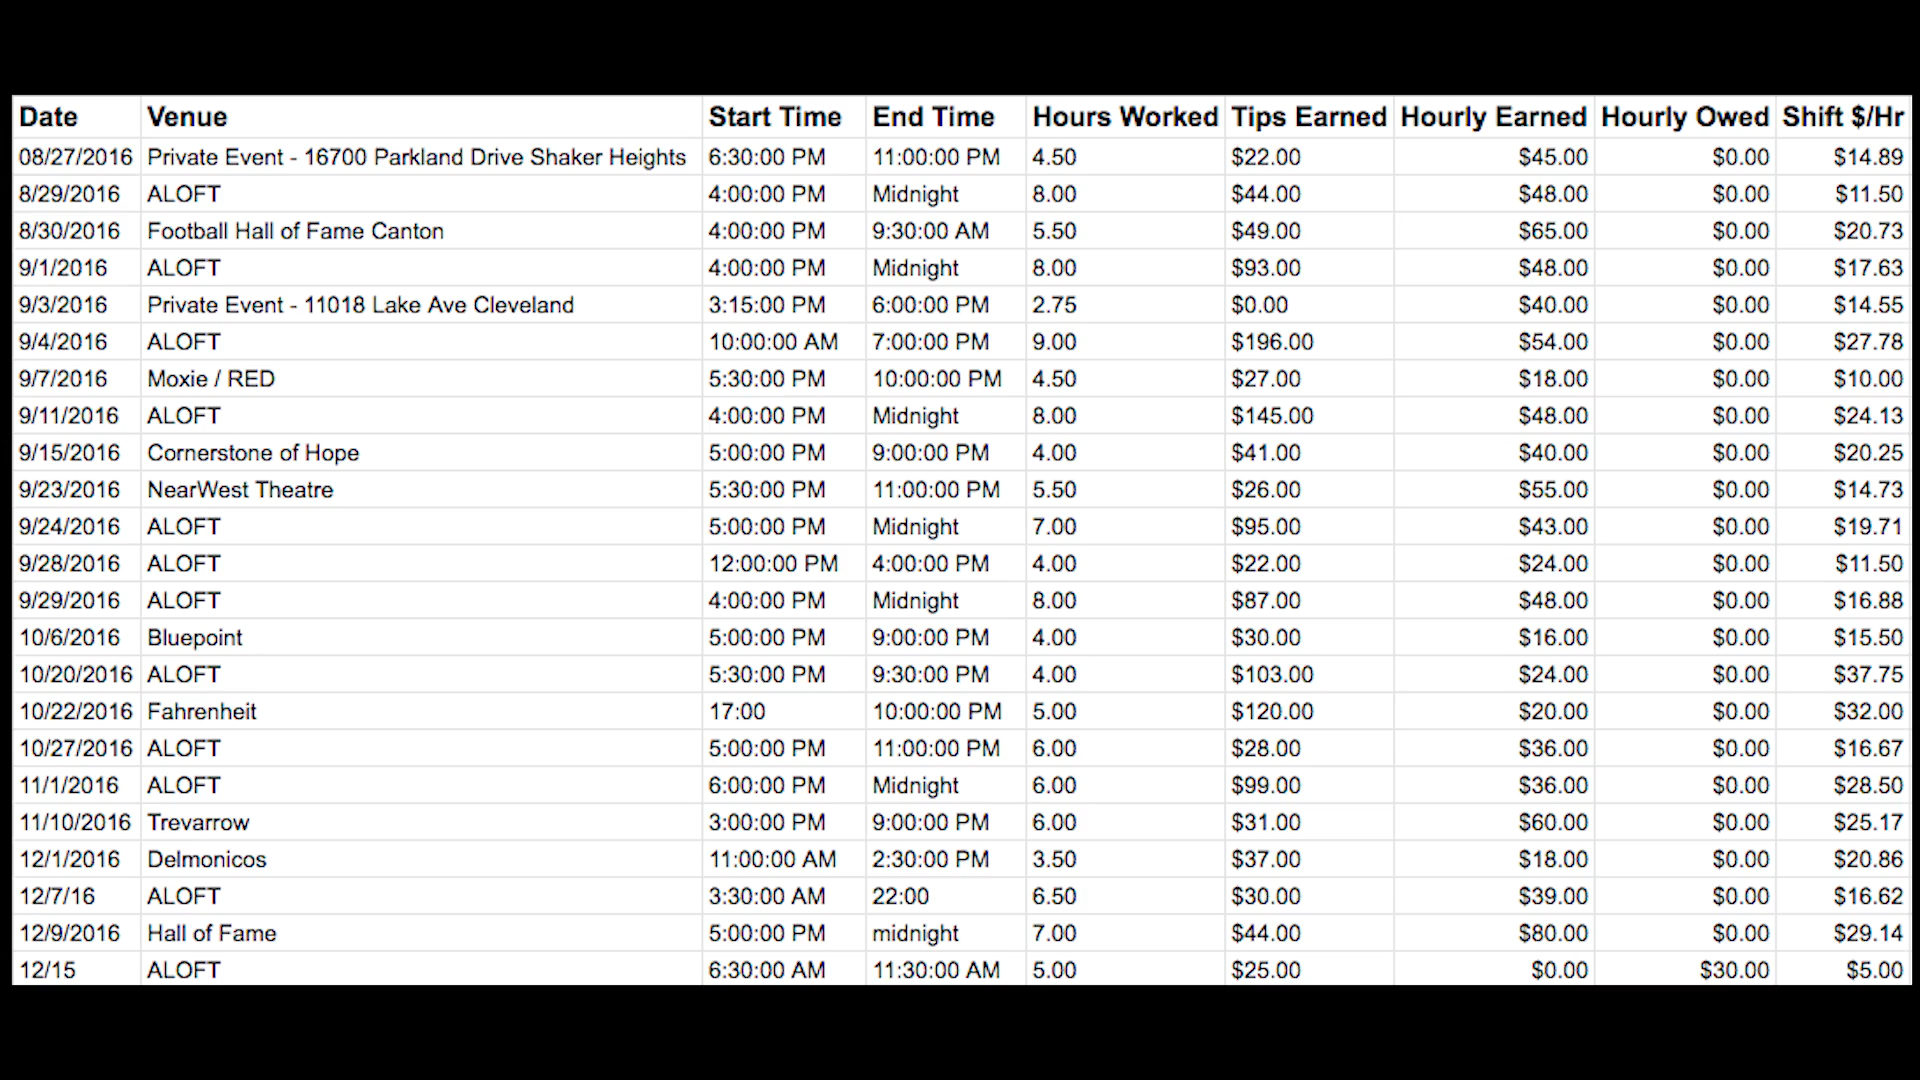 Date Venue Start Time End Time Hours Worked Tips Earned Hourly Earned Hourly Owed Shift $/Hr
08/27/2016 Private Event - 16700 Parkland Drive Shaker Heights 6:30:00 PM 11:00:00 PM 4.50 $22.00 $45.00 $0.00 $14.89
8/29/2016 ALOFT 4:00:00 PM Midnight 8.00 $44.00 $48.00 $0.00 $11.50
8/30/2016 Football Hall of Fame Canton 4:00:00 PM 9:30:00 AM 5.50 $49.00 $65.00 $0.00 $20.73
9/1/2016 ALOFT 4:00:00 PM Midnight 8.00 $93.00 $48.00 $0.00 $17.63
9/3/2016 Private Event - 11018 Lake Ave Cleveland 3:15:00 PM 6:00:00 PM 2.75 $0.00 $40.00 $0.00 $14.55
9/4/2016 ALOFT 10:00:00 AM 7:00:00 PM 9.00 $196.00 $54.00 $0.00 $27.78
9/7/2016 Moxie / RED 5:30:00 PM 10:00:00 PM 4.50 $27.00 $18.00 $0.00 $10.00
9/11/2016 ALOFT 4:00:00 PM Midnight 8.00 $145.00 $48.00 $0.00 $24.13
9/15/2016 Cornerstone of Hope 5:00:00 PM 9:00:00 PM 4.00 $41.00 $40.00 $0.00 $20.25
9/23/2016 NearWest Theatre 5:30:00 PM 11:00:00 PM 5.50 $26.00 $55.00 $0.00 $14.73
9/24/2016 ALOFT 5:00:00 PM Midnight 7.00 $95.00 $43.00 $0.00 $19.71
9/28/2016 ALOFT 12:00:00 PM 4:00:00 PM 4.00 $22.00 $24.00 $0.00 $11.50
9/29/2016 ALOFT 4:00:00 PM Midnight 8.00 $87.00 $48.00 $0.00 $16.88
10/6/2016 Bluepoint 5:00:00 PM 9:00:00 PM 4.00 $30.00 $16.00 $0.00 $15.50
10/20/2016 ALOFT 5:30:00 PM 9:30:00 PM 4.00 $103.00 $24.00 $0.00 $37.75
10/22/2016 Fahrenheit 17:00 10:00:00 PM 5.00 $120.00 $20.00 $0.00 $32.00
10/27/2016 ALOFT 5:00:00 PM 11:00:00 PM 6.00 $28.00 $36.00 $0.00 $16.67
11/1/2016 ALOFT 6:00:00 PM Midnight 6.00 $99.00 $36.00 $0.00 $28.50
11/10/2016 Trevarrow 3:00:00 PM 9:00:00 PM 6.00 $31.00 $60.00 $0.00 $25.17
12/1/2016 Delmonicos 11:00:00 AM 2:30:00 PM 3.50 $37.00 $18.00 $0.00 $20.86
12/7/16 ALOFT 3:30:00 AM 22:00 6.50 $30.00 $39.00 $0.00 $16.62
12/9/2016 Hall of Fame 5:00:00 PM midnight 7.00 $44.00 $80.00 $0.00 $29.14
12/15 ALOFT 6:30:00 AM 11:30:00 AM 5.00 $25.00 $0.00 $30.00 $5.00